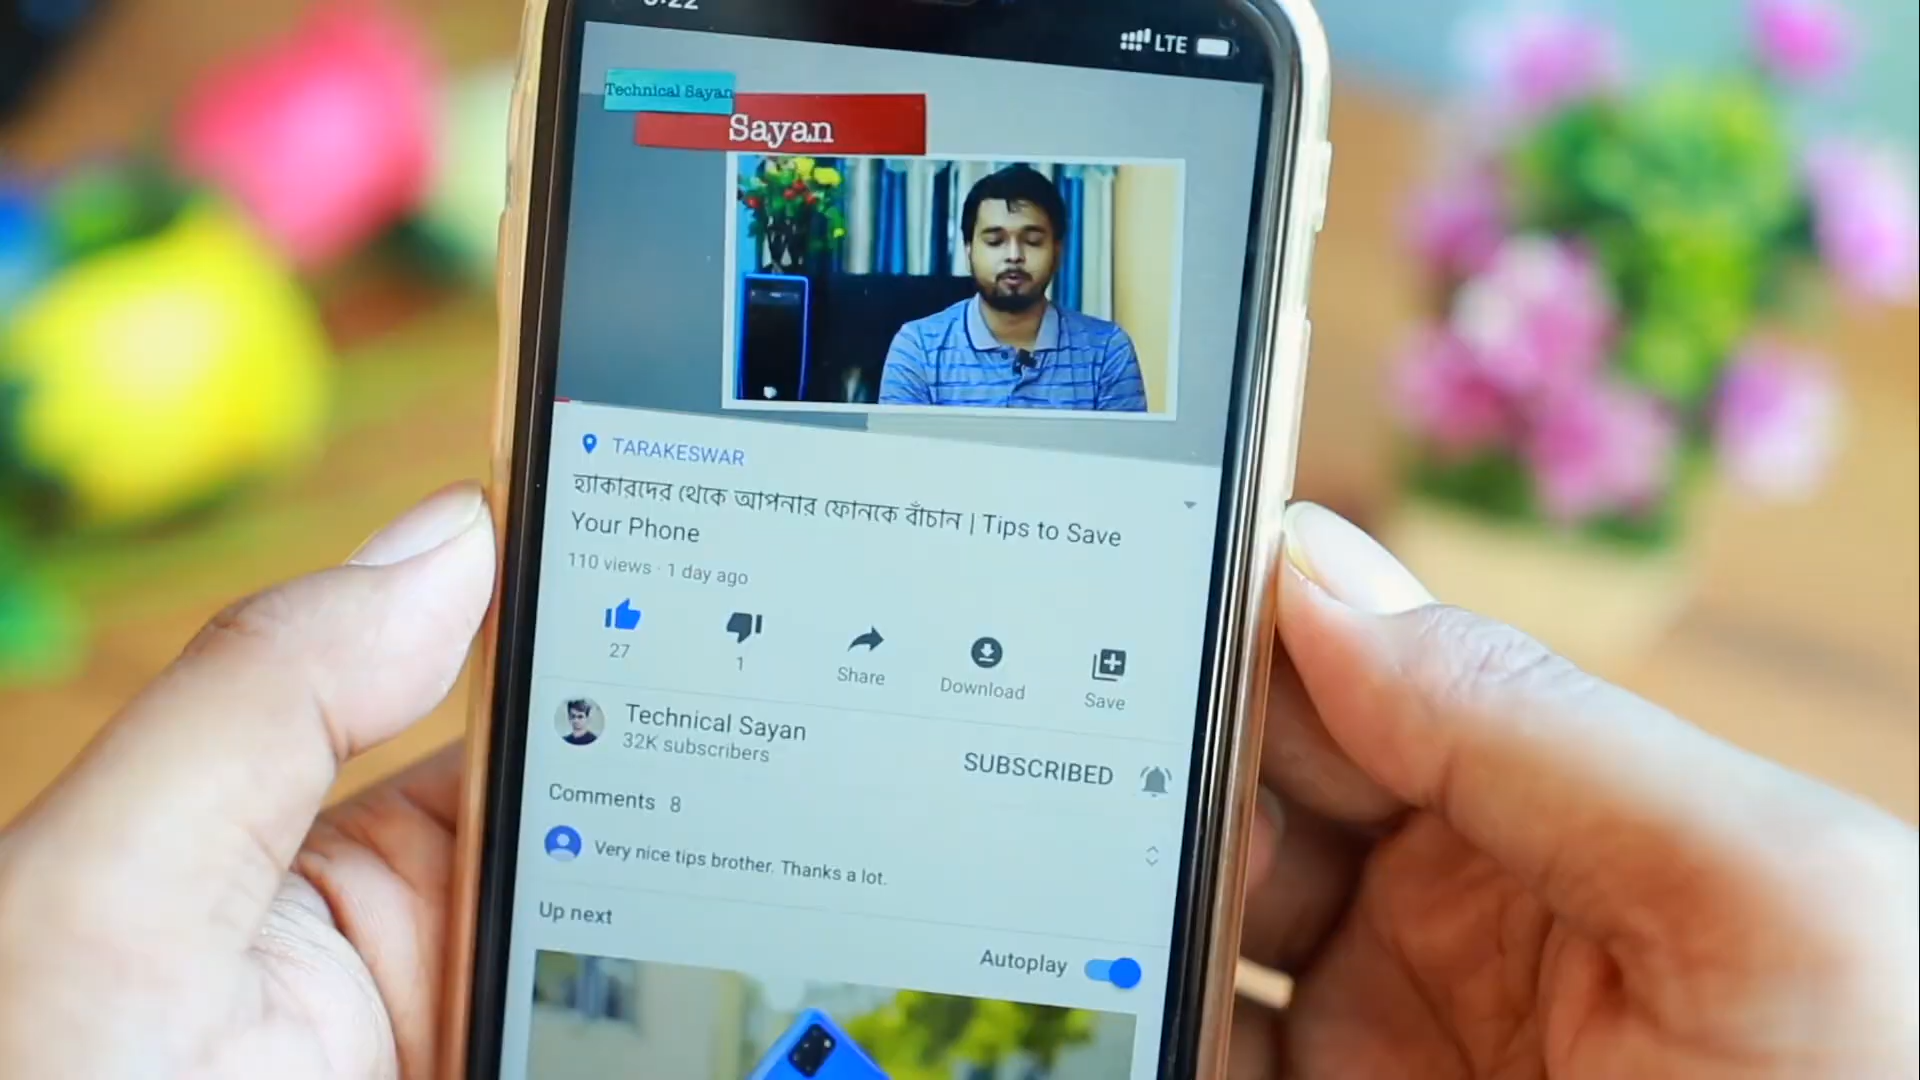 LTE
Technical Sayan
Sayan
TARAKESWAR
হ্যাকারদের থেকে আপনার ফোনকে বাঁচান | Tips to Save
Your Phone
110 views · 1 day ago
27
1
Share
Download
Save
Technical Sayan
32K subscribers
SUBSCRIBED
Comments 8
Very nice tips brother. Thanks a lot.
Up next
Autoplay